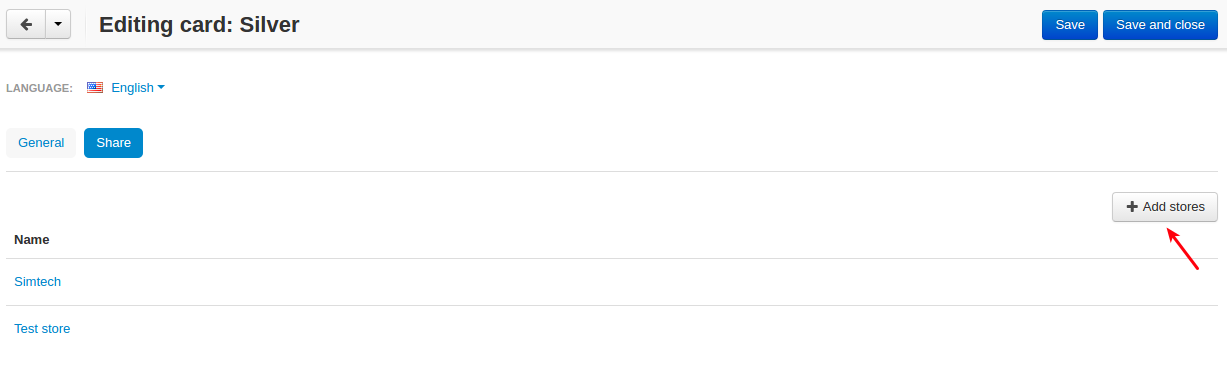 Editing card: Silver
Save
Save and close
LANGUAGE:
English
General
Share
Add stores
Name
Simtech
Test store